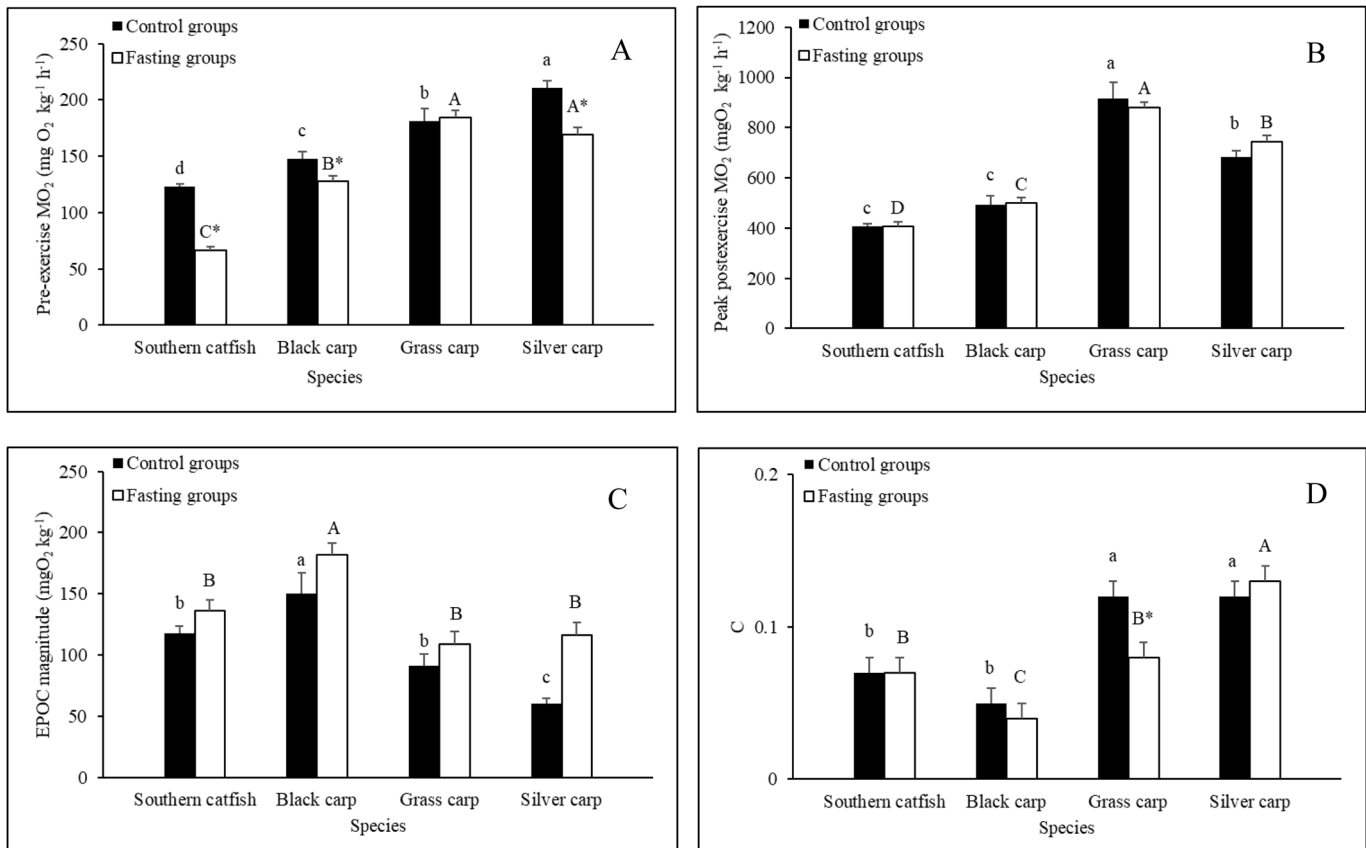 Control groups
Fasting groups
A
Pre-exercise MO₂ (mg O₂ kg⁻¹ h⁻¹)
250
200
150
100
50
0
d
C*
c
B*
b
A
a
A*
Southern catfish
Black carp
Grass carp
Silver carp
Species
Control groups
Fasting groups
B
Peak postexercise MO₂ (mgO₂ kg⁻¹ h⁻¹)
1200
1000
800
600
400
200
0
c
D
c
C
a
A
b
B
Southern catfish
Black carp
Grass carp
Silver carp
Species
Control groups
Fasting groups
C
EPOC magnitude (mgO₂ kg⁻¹)
250
200
150
100
50
0
b
B
a
A
b
B
c
B
Southern catfish
Black carp
Grass carp
Silver carp
Species
Control groups
Fasting groups
D
C
0.2
0.1
0
b
B
b
C
a
B*
a
A
Southern catfish
Black carp
Grass carp
Silver carp
Species